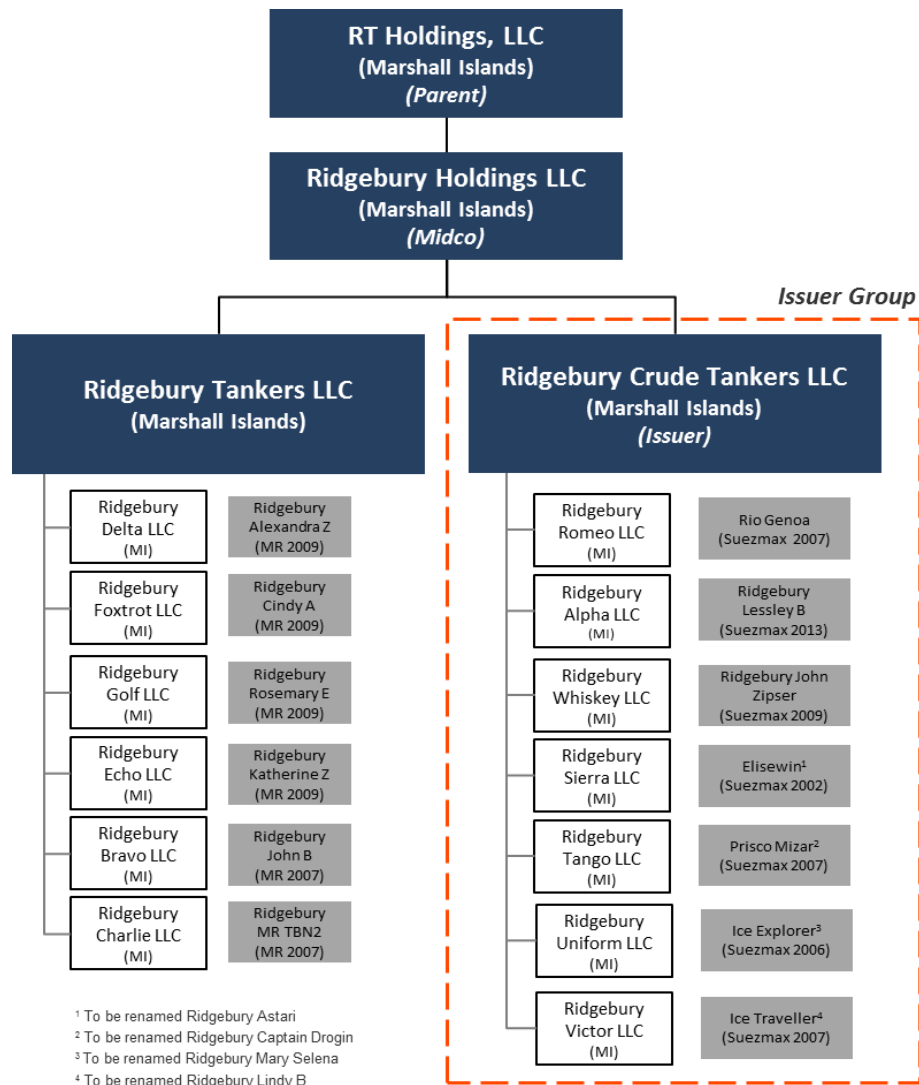 RT Holdings, LLC
(Marshall Islands)
(Parent)
Ridgebury Holdings LLC
(Marshall Islands)
(Midco)
Issuer Group
Ridgebury Tankers LLC
(Marshall Islands)
Ridgebury Crude Tankers LLC
(Marshall Islands)
(Issuer)
Ridgebury
Delta LLC
(MI)
Ridgebury
Alexandra Z
(MR 2009)
Ridgebury
Foxtrot LLC
(MI)
Ridgebury
Cindy A
(MR 2009)
Ridgebury
Golf LLC
(MI)
Ridgebury
Rosemary E
(MR 2009)
Ridgebury
Echo LLC
(MI)
Ridgebury
Katherine Z
(MR 2009)
Ridgebury
Bravo LLC
(MI)
Ridgebury
John B
(MR 2007)
Ridgebury
Charlie LLC
(MI)
Ridgebury
MR TBN2
(MR 2007)
Ridgebury
Romeo LLC
(MI)
Rio Genoa
(Suezmax 2007)
Ridgebury
Alpha LLC
(MI)
Ridgebury
Lessley B
(Suezmax 2013)
Ridgebury
Whiskey LLC
(MI)
Ridgebury John
Zipser
(Suezmax 2009)
Ridgebury
Sierra LLC
(MI)
Elisewin¹
(Suezmax 2002)
Ridgebury
Tango LLC
(MI)
Prisco Mizar²
(Suezmax 2007)
Ridgebury
Uniform LLC
(MI)
Ice Explorer³
(Suezmax 2006)
Ridgebury
Victor LLC
(MI)
Ice Traveller⁴
(Suezmax 2007)
¹ To be renamed Ridgebury Astari
² To be renamed Ridgebury Captain Drogin
³ To be renamed Ridgebury Mary Selena
⁴ To be renamed Ridgebury Lindy B